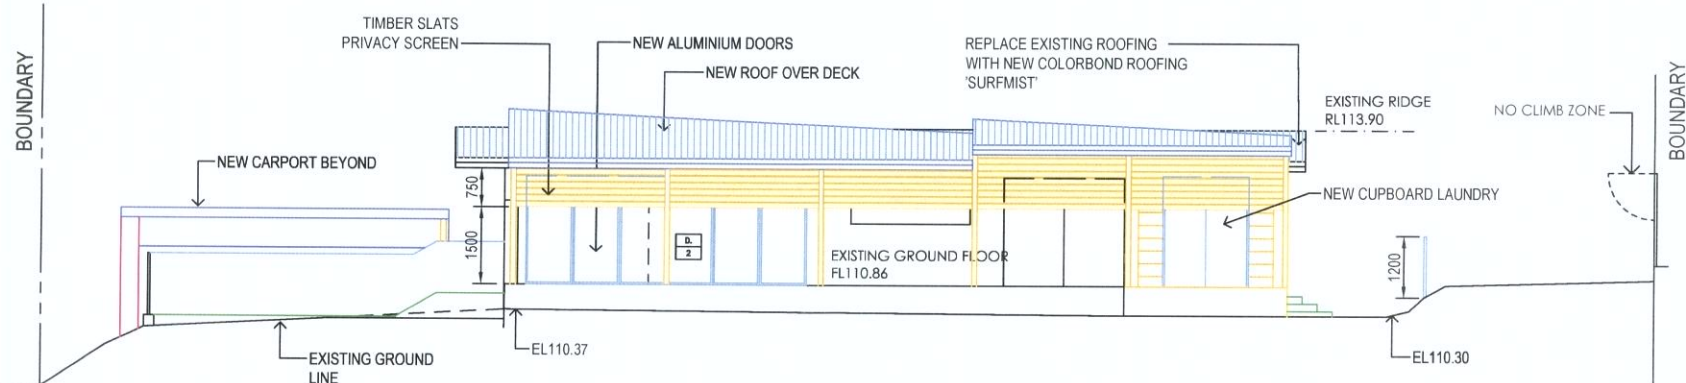 BOUNDARY
TIMBER SLATS
PRIVACY SCREEN
NEW ALUMINIUM DOORS
NEW ROOF OVER DECK
REPLACE EXISTING ROOFING
WITH NEW COLORBOND ROOFING
'SURFMIST'
EXISTING RIDGE
RL113.90
NO CLIMB ZONE
BOUNDARY
NEW CARPORT BEYOND
750
1500
NEW CUPBOARD LAUNDRY
D.
2
EXISTING GROUND FLOOR
FL110.86
1200
EXISTING GROUND
LINE
EL110.37
EL110.30